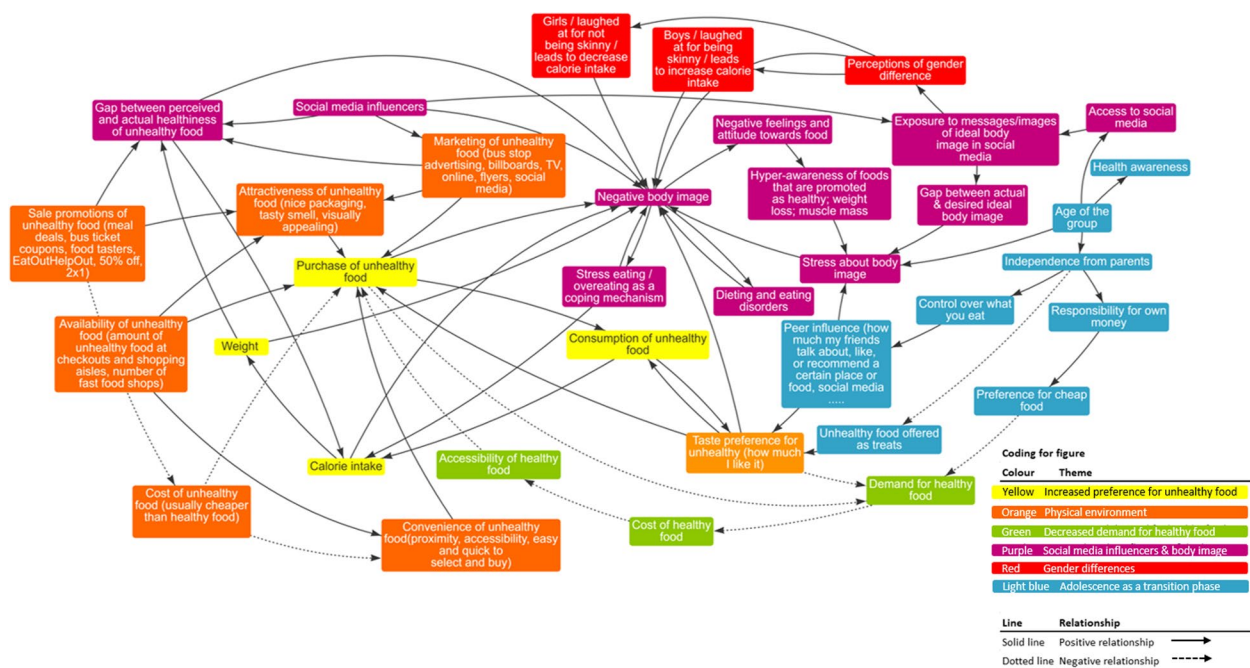 Girls / laughed
at for not
being skinny /
leads to decrease
calorie intake
Boys / laughed
at for being
skinny / leads
to increase calorie
intake
Perceptions of gender
difference
Gap between perceived
and actual healthiness
of unhealthy food
Social media influencers
Negative feelings and
attitude towards food
Exposure to messages/images
of ideal body
image in social
media
Access to
social media
Marketing of unhealthy
food (bus stop
advertising, billboards, TV,
online, flyers, social
media)
Health awareness
Hyper-awareness of foods
that are promoted
as healthy; weight
loss; muscle mass
Gap between actual
& desired ideal
body image
Attractiveness of unhealthy
food (nice packaging,
tasty smell, visually
appealing)
Negative body image
Sale promotions of
unhealthy food (meal
deals, bus ticket
coupons, food tasters,
EatOutHelpOut, 50% off,
2x1)
Age of the
group
Purchase of unhealthy
food
Stress eating /
overeating as a
coping mechanism
Stress about body
image
Independence from parents
Dieting and eating
disorders
Control over what
you eat
Responsibility for own
money
Availability of unhealthy
food (amount of
unhealthy food at
checkouts and shopping
aisles, number of
fast food shops)
Weight
Consumption of unhealthy
food
Peer influence (how
much my friends
talk about, like,
or recommend a
certain place or
food, social media
.....
Preference for cheap
food
Taste preference for
unhealthy (how much
I like it)
Unhealthy food offered
as treats
Calorie intake
Accessibility of healthy
food
Demand for healthy
food
Cost of unhealthy
food (usually cheaper
than healthy food)
Convenience of unhealthy
food(proximity, accessibility, easy
and quick to
select and buy)
Cost of healthy
food
Coding for figure
Colour Theme
Yellow Increased preference for unhealthy food
Orange Physical environment
Green Decreased demand for healthy food
Purple Social media influencers & body image
Red Gender differences
Light blue Adolescence as a transition phase
Line Relationship
Solid line Positive relationship
Dotted line Negative relationship